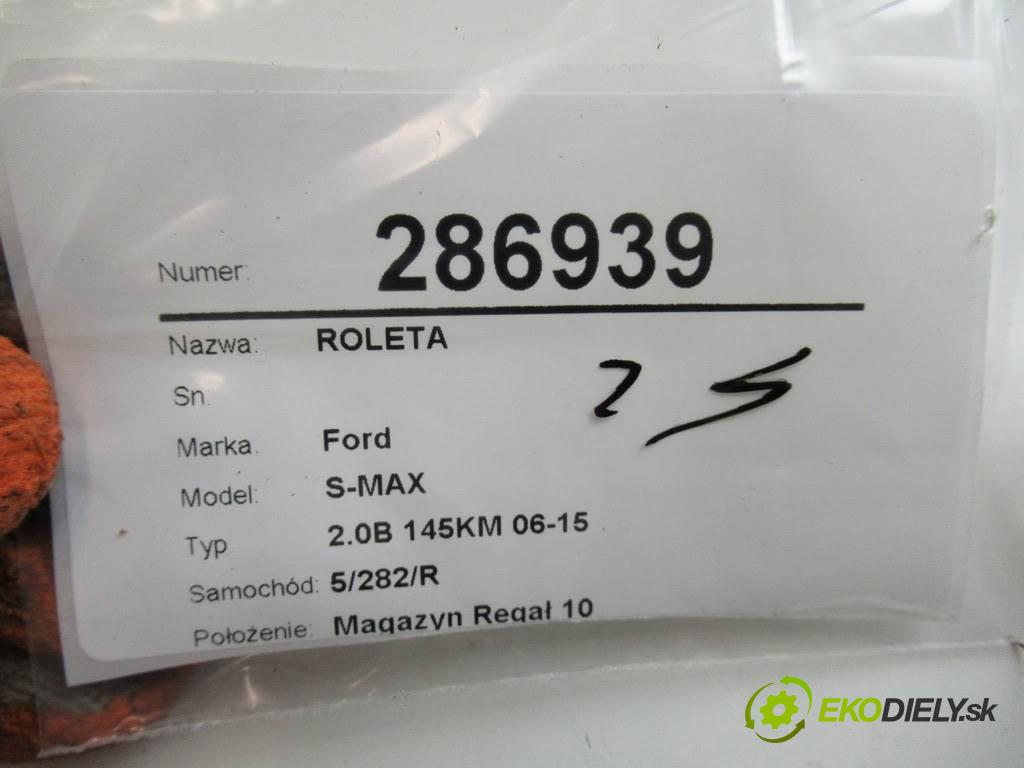 Numer: 286939
Nazwa: ROLETA
Sn.
Marka. Ford
Model: S-MAX
Typ 2.0B 145KM 06-15
Samochód: 5/282/R
Położenie: Magazyn Regał 10
EKODIELY.sk